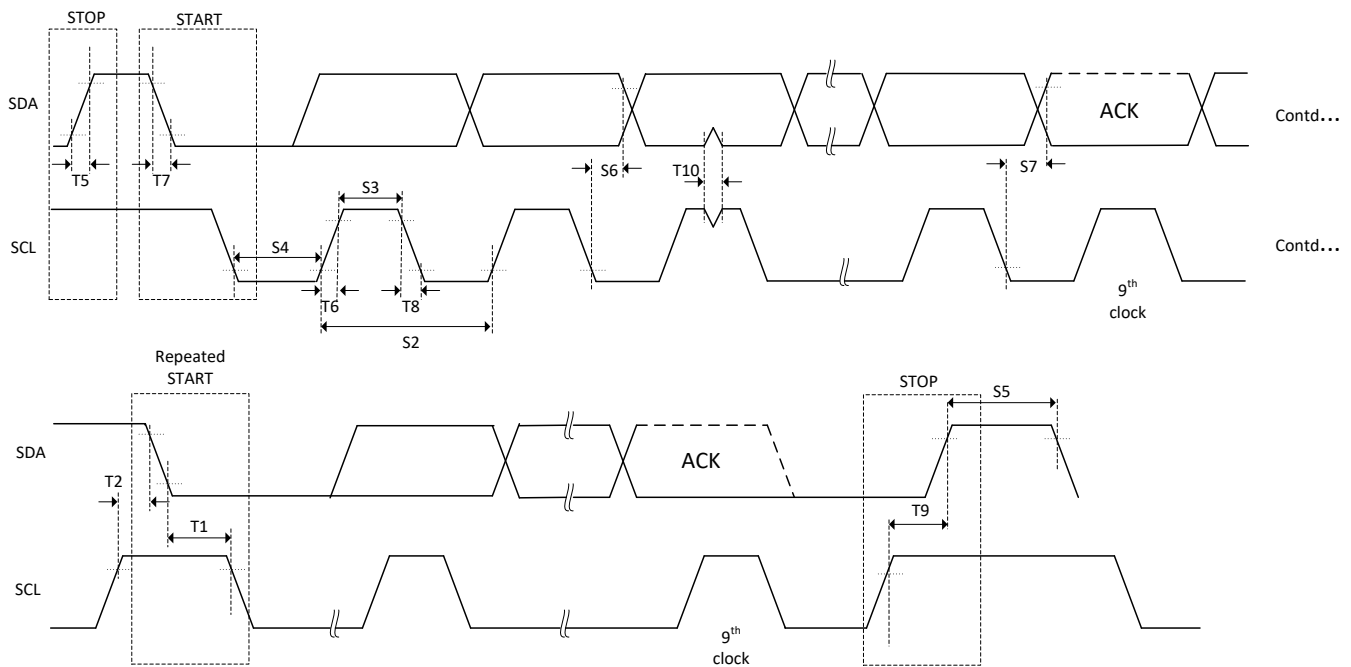 STOP
START
SDA
ACK
Contd...
T5
T7
S6
T10
S7
S3
SCL
S4
Contd...
T6
T8
9th
clock
S2
Repeated
START
STOP
S5
SDA
T2
ACK
T9
T1
SCL
9th
clock